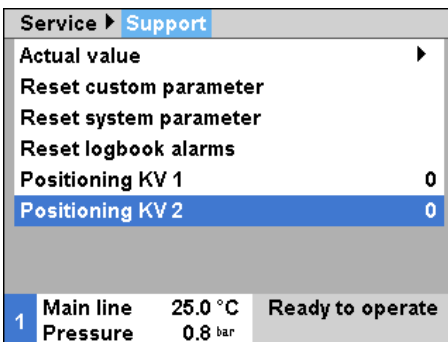 Service ▶ Support
Actual value ▶
Reset custom parameter
Reset system parameter
Reset logbook alarms
Positioning KV 1 0
Positioning KV 2 0
1 Main line 25.0 °C Ready to operate
Pressure 0.8 bar